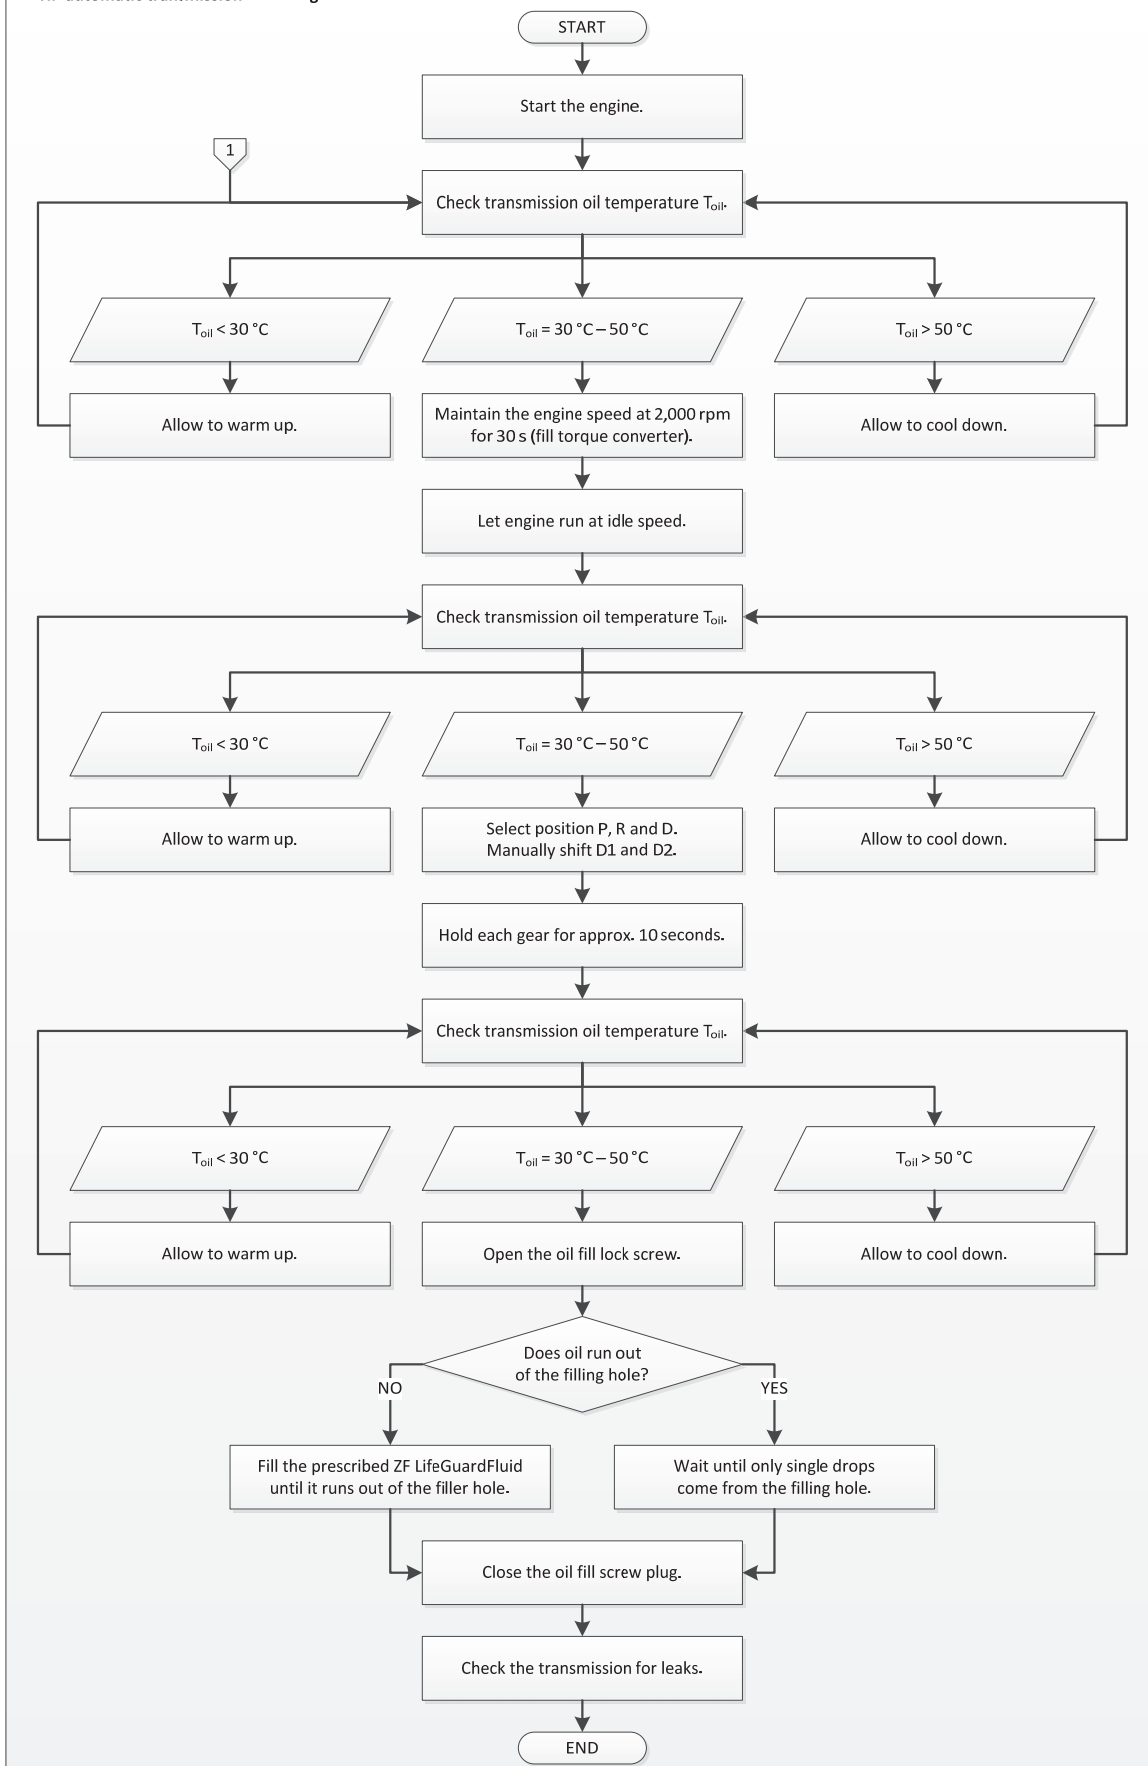 START
Start the engine.
1
Check transmission oil temperature Toil.
Toil < 30 °C
Toil = 30 °C – 50 °C
Toil > 50 °C
Allow to warm up.
Maintain the engine speed at 2,000 rpm
for 30 s (fill torque converter).
Allow to cool down.
Let engine run at idle speed.
Check transmission oil temperature Toil.
Toil < 30 °C
Toil = 30 °C – 50 °C
Toil > 50 °C
Allow to warm up.
Select position P, R and D.
Manually shift D1 and D2.
Allow to cool down.
Hold each gear for approx. 10 seconds.
Check transmission oil temperature Toil.
Toil < 30 °C
Toil = 30 °C – 50 °C
Toil > 50 °C
Allow to warm up.
Open the oil fill lock screw.
Allow to cool down.
Does oil run out
of the filling hole?
NO
YES
Fill the prescribed ZF LifeGuardFluid
until it runs out of the filler hole.
Wait until only single drops
come from the filling hole.
Close the oil fill screw plug.
Check the transmission for leaks.
END